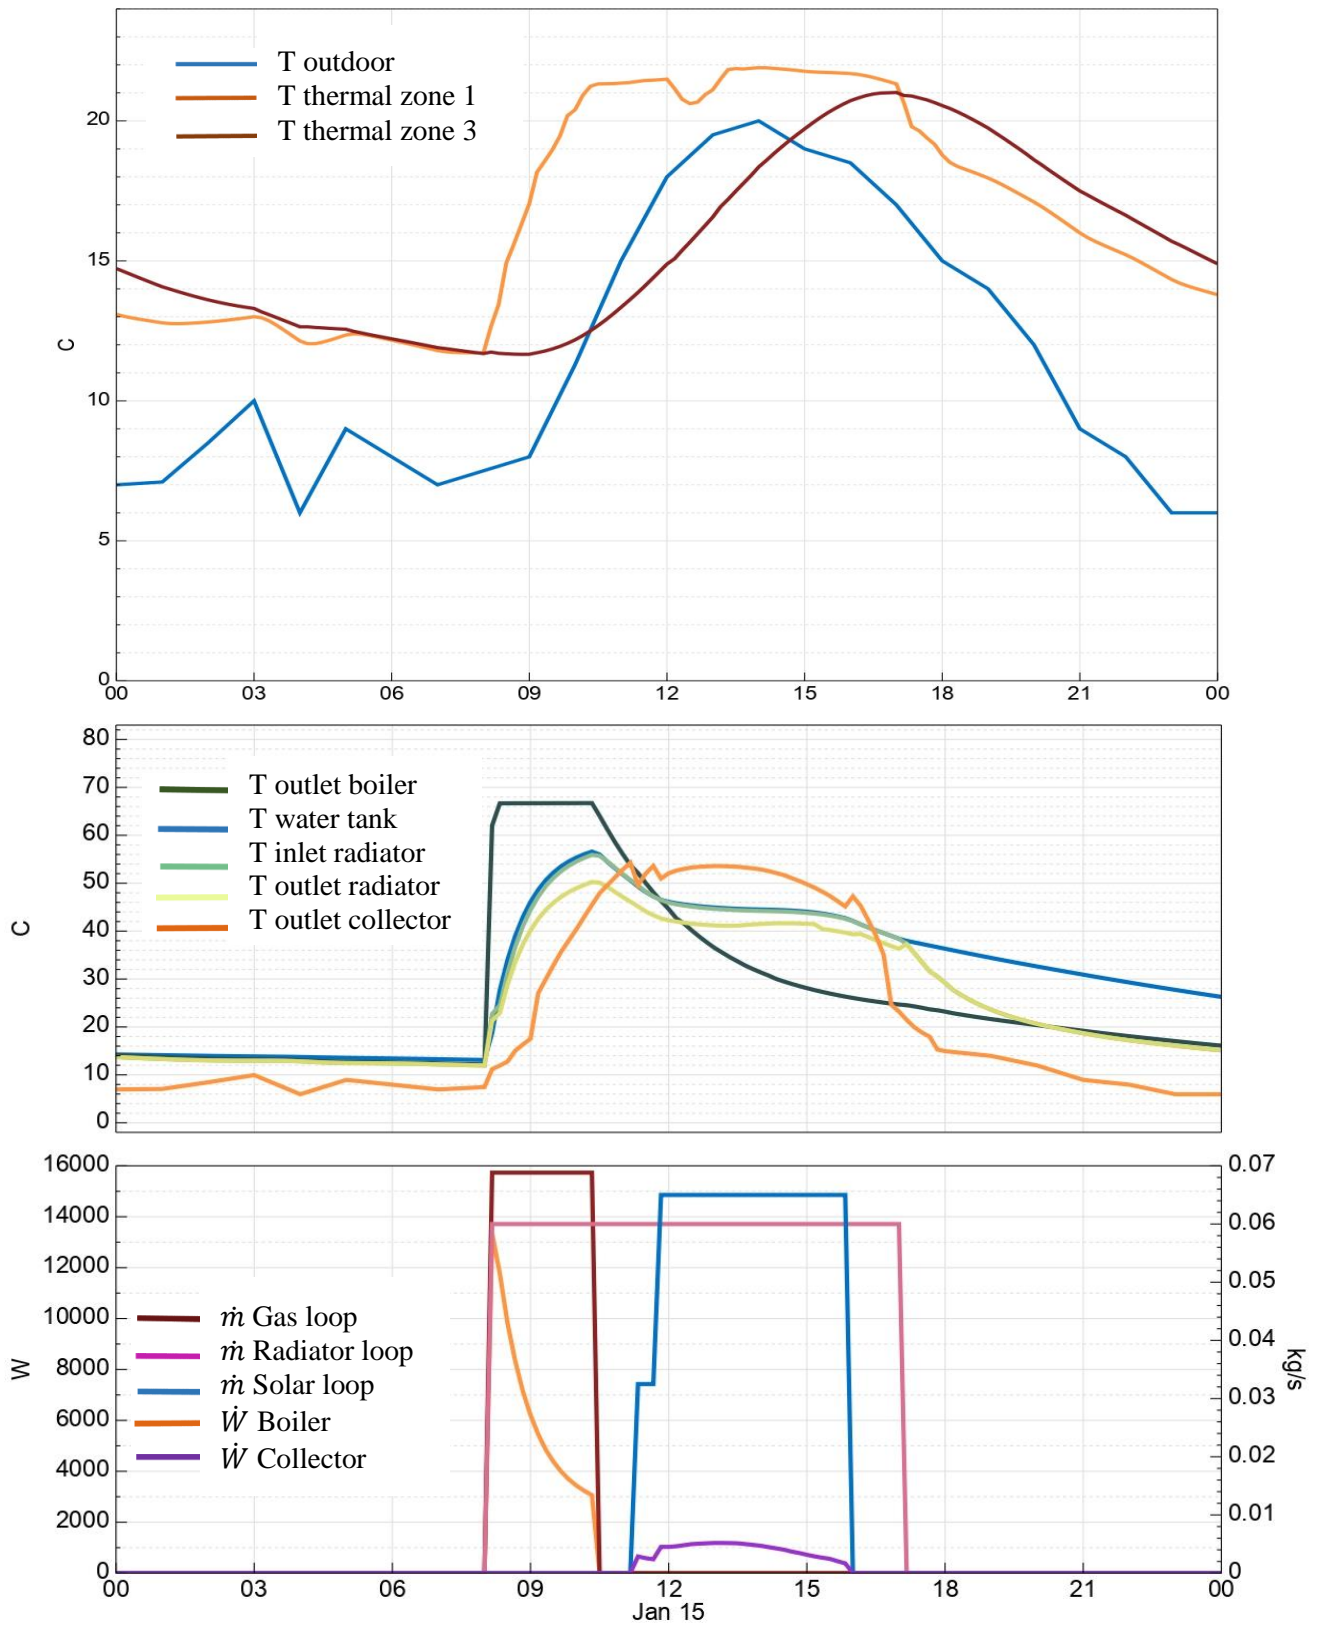 T outdoor
T thermal zone 1
T thermal zone 3
20
15
10
5
0
C
00 03 06 09 12 15 18 21 00
80
70
60
50
40
30
20
10
0
C
T outlet boiler
T water tank
T inlet radiator
T outlet radiator
T outlet collector
16000
14000
12000
10000
8000
6000
4000
2000
0
W
ṁ Gas loop
ṁ Radiator loop
ṁ Solar loop
Ẇ Boiler
Ẇ Collector
0.07
0.06
0.05
0.04
0.03
0.02
0.01
0
kg/s
00 03 06 09 12 15 18 21 00
Jan 15